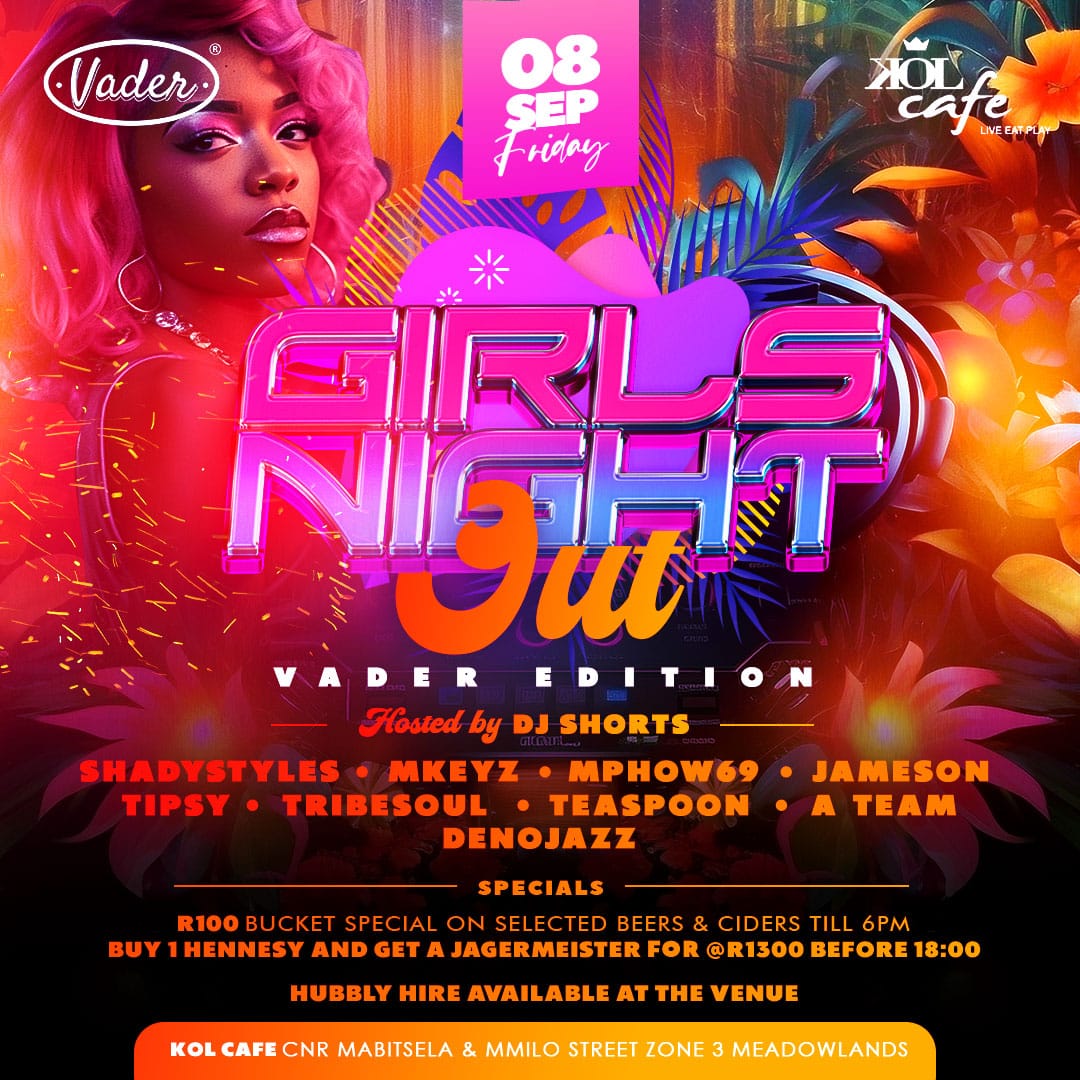 Vader ®
08
SEP
Friday
KOL
cafe
LIVE EAT PLAY
GIRLS
NIGHT
Out
VADER EDITION
Hosted by DJ SHORTS
SHADYSTYLES • MKEYZ • MPHOW69 • JAMESON
TIPSY • TRIBESOUL • TEASPOON • A TEAM
DENOJAZZ
SPECIALS
R100 BUCKET SPECIAL ON SELECTED BEERS & CIDERS TILL 6PM
BUY 1 HENNESY AND GET A JAGERMEISTER FOR @R1300 BEFORE 18:00
HUBBLY HIRE AVAILABLE AT THE VENUE
KOL CAFE CNR MABITSELA & MMILO STREET ZONE 3 MEADOWLANDS